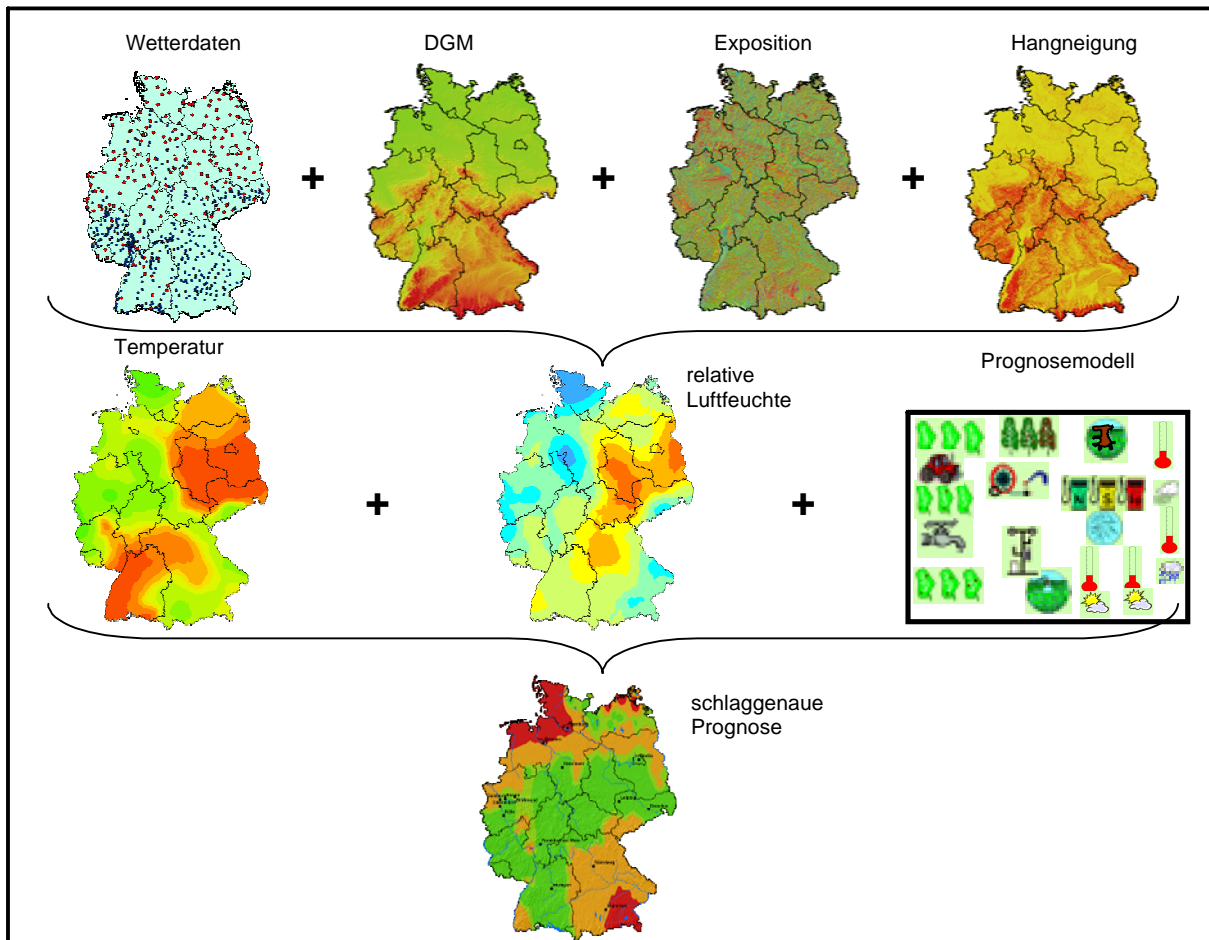 Wetterdaten
DGM
Exposition
Hangneigung
+
+
+
Temperatur
relative
Luftfeuchte
Prognosemodell
+
+
schlaggenaue
Prognose